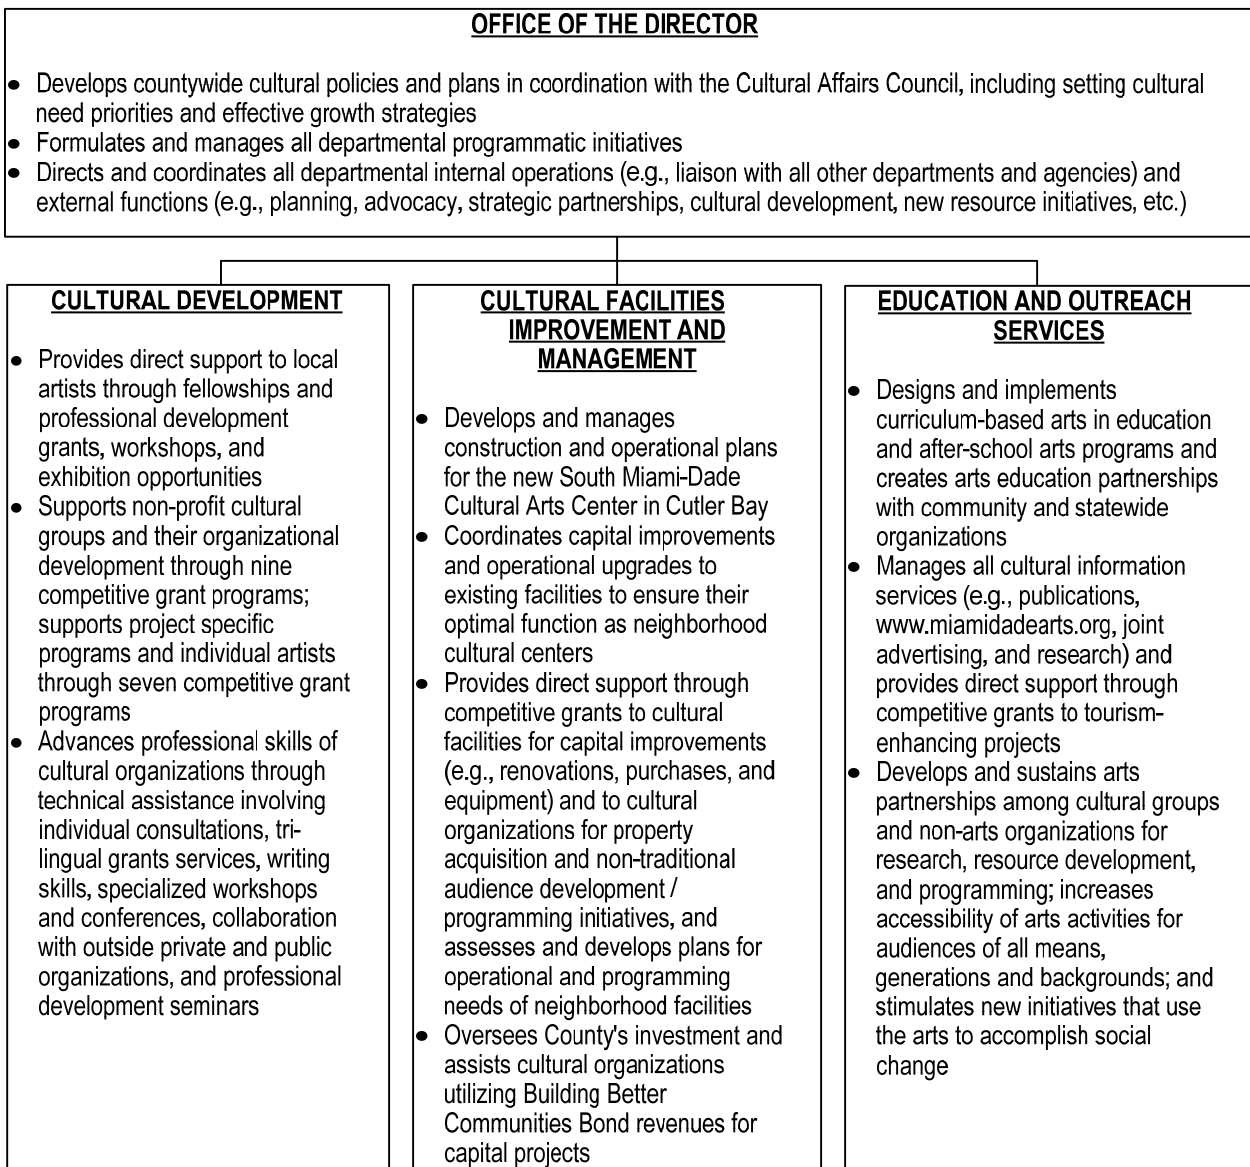 OFFICE OF THE DIRECTOR
● Develops countywide cultural policies and plans in coordination with the Cultural Affairs Council, including setting cultural
need priorities and effective growth strategies
● Formulates and manages all departmental programmatic initiatives
● Directs and coordinates all departmental internal operations (e.g., liaison with all other departments and agencies) and
external functions (e.g., planning, advocacy, strategic partnerships, cultural development, new resource initiatives, etc.)
CULTURAL DEVELOPMENT
● Provides direct support to local
artists through fellowships and
professional development
grants, workshops, and
exhibition opportunities
● Supports non-profit cultural
groups and their organizational
development through nine
competitive grant programs;
supports project specific
programs and individual artists
through seven competitive grant
programs
● Advances professional skills of
cultural organizations through
technical assistance involving
individual consultations, tri-
lingual grants services, writing
skills, specialized workshops
and conferences, collaboration
with outside private and public
organizations, and professional
development seminars
CULTURAL FACILITIES
IMPROVEMENT AND
MANAGEMENT
● Develops and manages
construction and operational plans
for the new South Miami-Dade
Cultural Arts Center in Cutler Bay
● Coordinates capital improvements
and operational upgrades to
existing facilities to ensure their
optimal function as neighborhood
cultural centers
● Provides direct support through
competitive grants to cultural
facilities for capital improvements
(e.g., renovations, purchases, and
equipment) and to cultural
organizations for property
acquisition and non-traditional
audience development /
programming initiatives, and
assesses and develops plans for
operational and programming
needs of neighborhood facilities
● Oversees County's investment and
assists cultural organizations
utilizing Building Better
Communities Bond revenues for
capital projects
EDUCATION AND OUTREACH
SERVICES
● Designs and implements
curriculum-based arts in education
and after-school arts programs and
creates arts education partnerships
with community and statewide
organizations
● Manages all cultural information
services (e.g., publications,
www.miamidadearts.org, joint
advertising, and research) and
provides direct support through
competitive grants to tourism-
enhancing projects
● Develops and sustains arts
partnerships among cultural groups
and non-arts organizations for
research, resource development,
and programming; increases
accessibility of arts activities for
audiences of all means,
generations and backgrounds; and
stimulates new initiatives that use
the arts to accomplish social
change